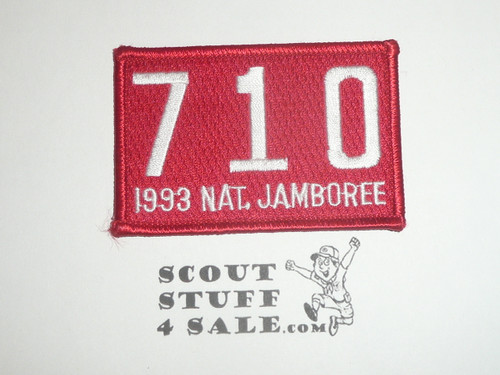 710
1993 NAT. JAMBOREE
SCOUT
STUFF
4 SALE.COM